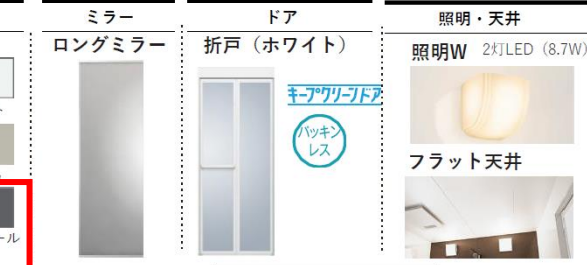 ミラー
ロングミラー
ドア
折戸（ホワイト）
キープクリーンドア
パッキン
レス
照明・天井
照明W 2灯LED（8.7W）
フラット天井
ール